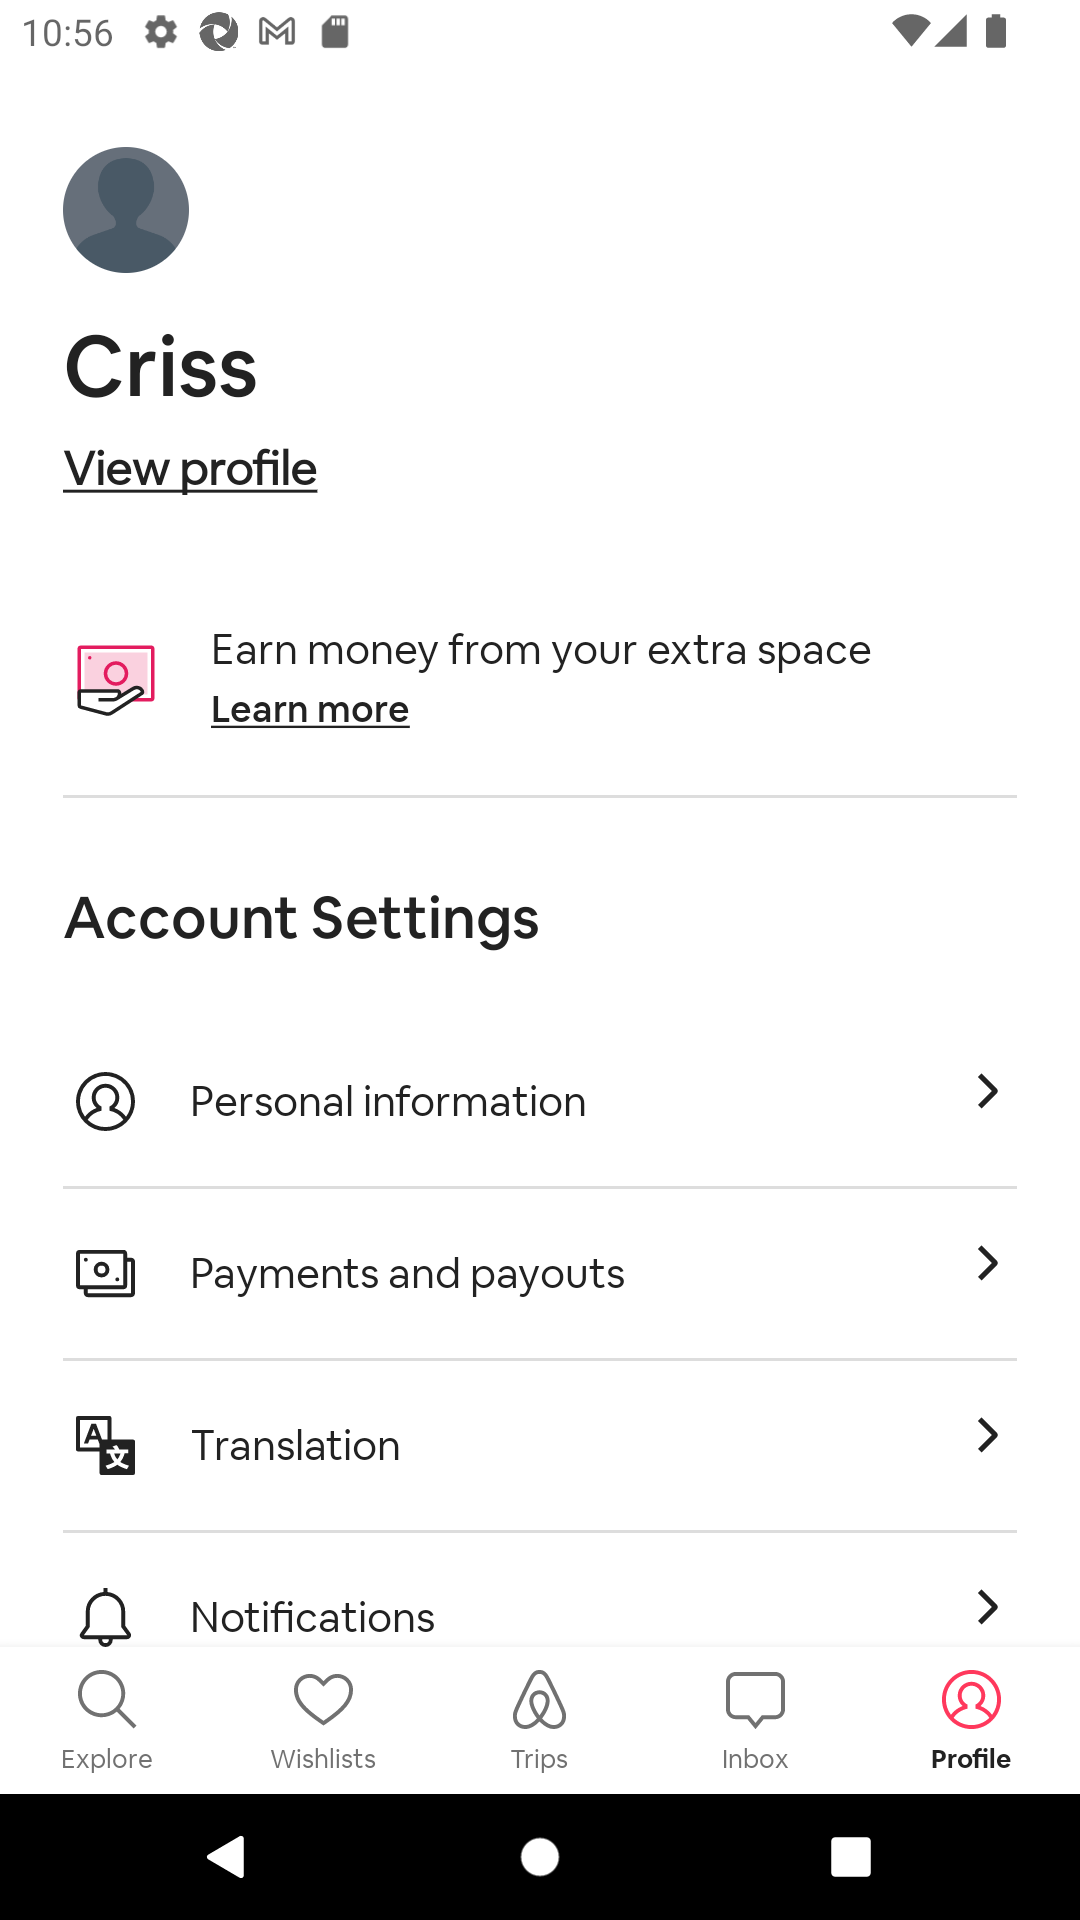 10:56
Criss
View profile
Earn money from your extra space
Learn more
Account Settings
Personal information
Payments and payouts
A
文
Translation
Notifications
Explore
Wishlists
Trips
Inbox
Profile